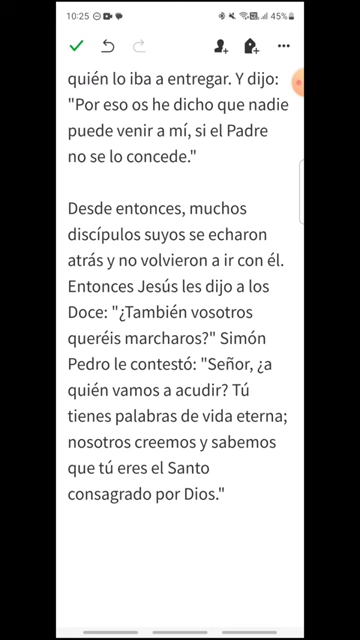 10:25
45%
quién lo iba a entregar. Y dijo:
"Por eso os he dicho que nadie
puede venir a mí, si el Padre
no se lo concede."
Desde entonces, muchos
discípulos suyos se echaron
atrás y no volvieron a ir con él.
Entonces Jesús les dijo a los
Doce: "¿También vosotros
queréis marcharos?" Simón
Pedro le contestó: "Señor, ¿a
quién vamos a acudir? Tú
tienes palabras de vida eterna;
nosotros creemos y sabemos
que tú eres el Santo
consagrado por Dios."